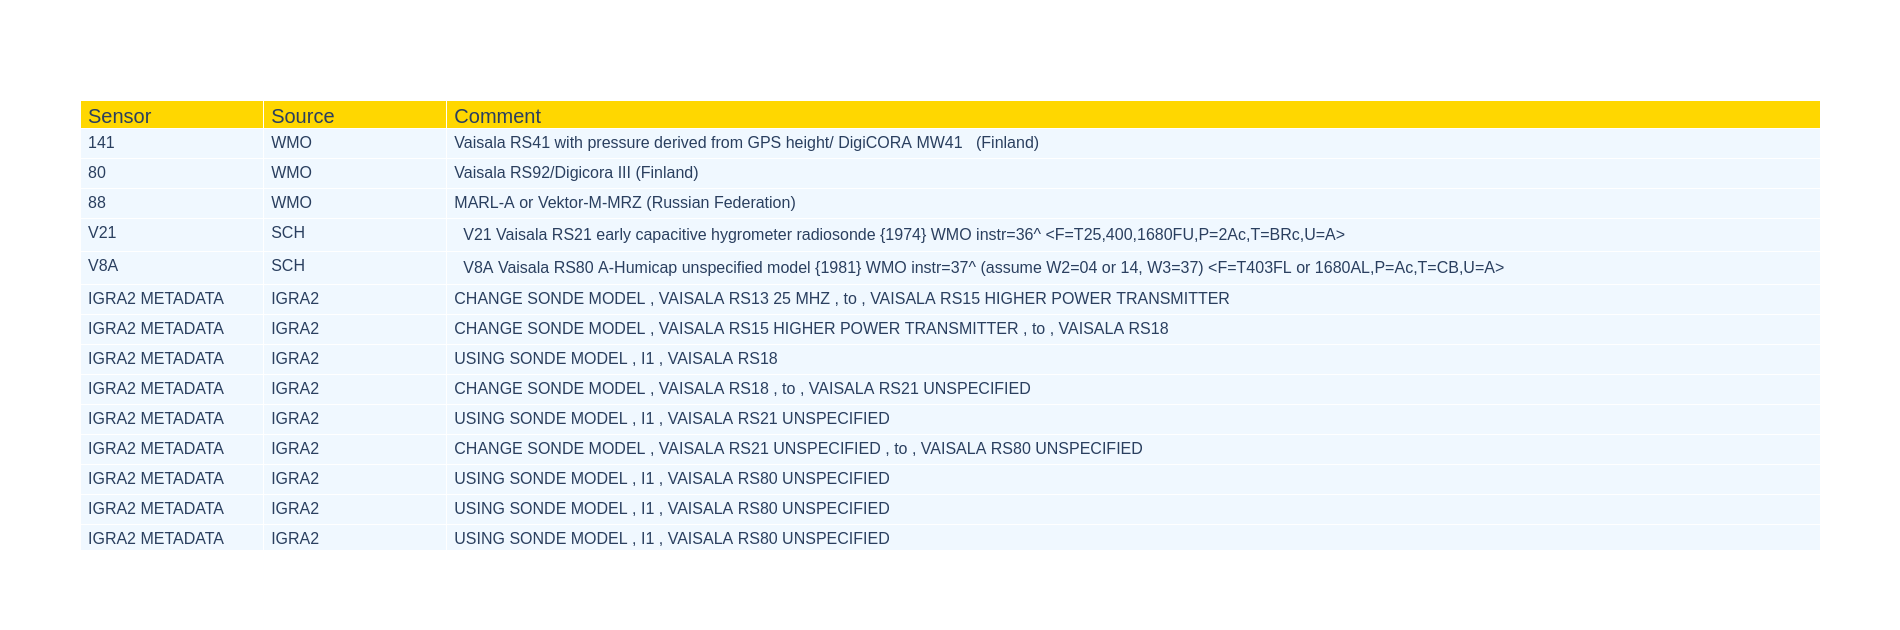 Sensor Source Comment
141 WMO Vaisala RS41 with pressure derived from GPS height/ DigiCORA MW41   (Finland)
80 WMO Vaisala RS92/Digicora III (Finland)
88 WMO MARL-A or Vektor-M-MRZ (Russian Federation)
V21 SCH V21 Vaisala RS21 early capacitive hygrometer radiosonde {1974} WMO instr=36^ <F=T25,400,1680FU,P=2Ac,T=BRc,U=A>
V8A SCH V8A Vaisala RS80 A-Humicap unspecified model {1981} WMO instr=37^ (assume W2=04 or 14, W3=37) <F=T403FL or 1680AL,P=Ac,T=CB,U=A>
IGRA2 METADATA IGRA2 CHANGE SONDE MODEL , VAISALA RS13 25 MHZ , to , VAISALA RS15 HIGHER POWER TRANSMITTER
IGRA2 METADATA IGRA2 CHANGE SONDE MODEL , VAISALA RS15 HIGHER POWER TRANSMITTER , to , VAISALA RS18
IGRA2 METADATA IGRA2 USING SONDE MODEL , I1 , VAISALA RS18
IGRA2 METADATA IGRA2 CHANGE SONDE MODEL , VAISALA RS18 , to , VAISALA RS21 UNSPECIFIED
IGRA2 METADATA IGRA2 USING SONDE MODEL , I1 , VAISALA RS21 UNSPECIFIED
IGRA2 METADATA IGRA2 CHANGE SONDE MODEL , VAISALA RS21 UNSPECIFIED , to , VAISALA RS80 UNSPECIFIED
IGRA2 METADATA IGRA2 USING SONDE MODEL , I1 , VAISALA RS80 UNSPECIFIED
IGRA2 METADATA IGRA2 USING SONDE MODEL , I1 , VAISALA RS80 UNSPECIFIED
IGRA2 METADATA IGRA2 USING SONDE MODEL , I1 , VAISALA RS80 UNSPECIFIED